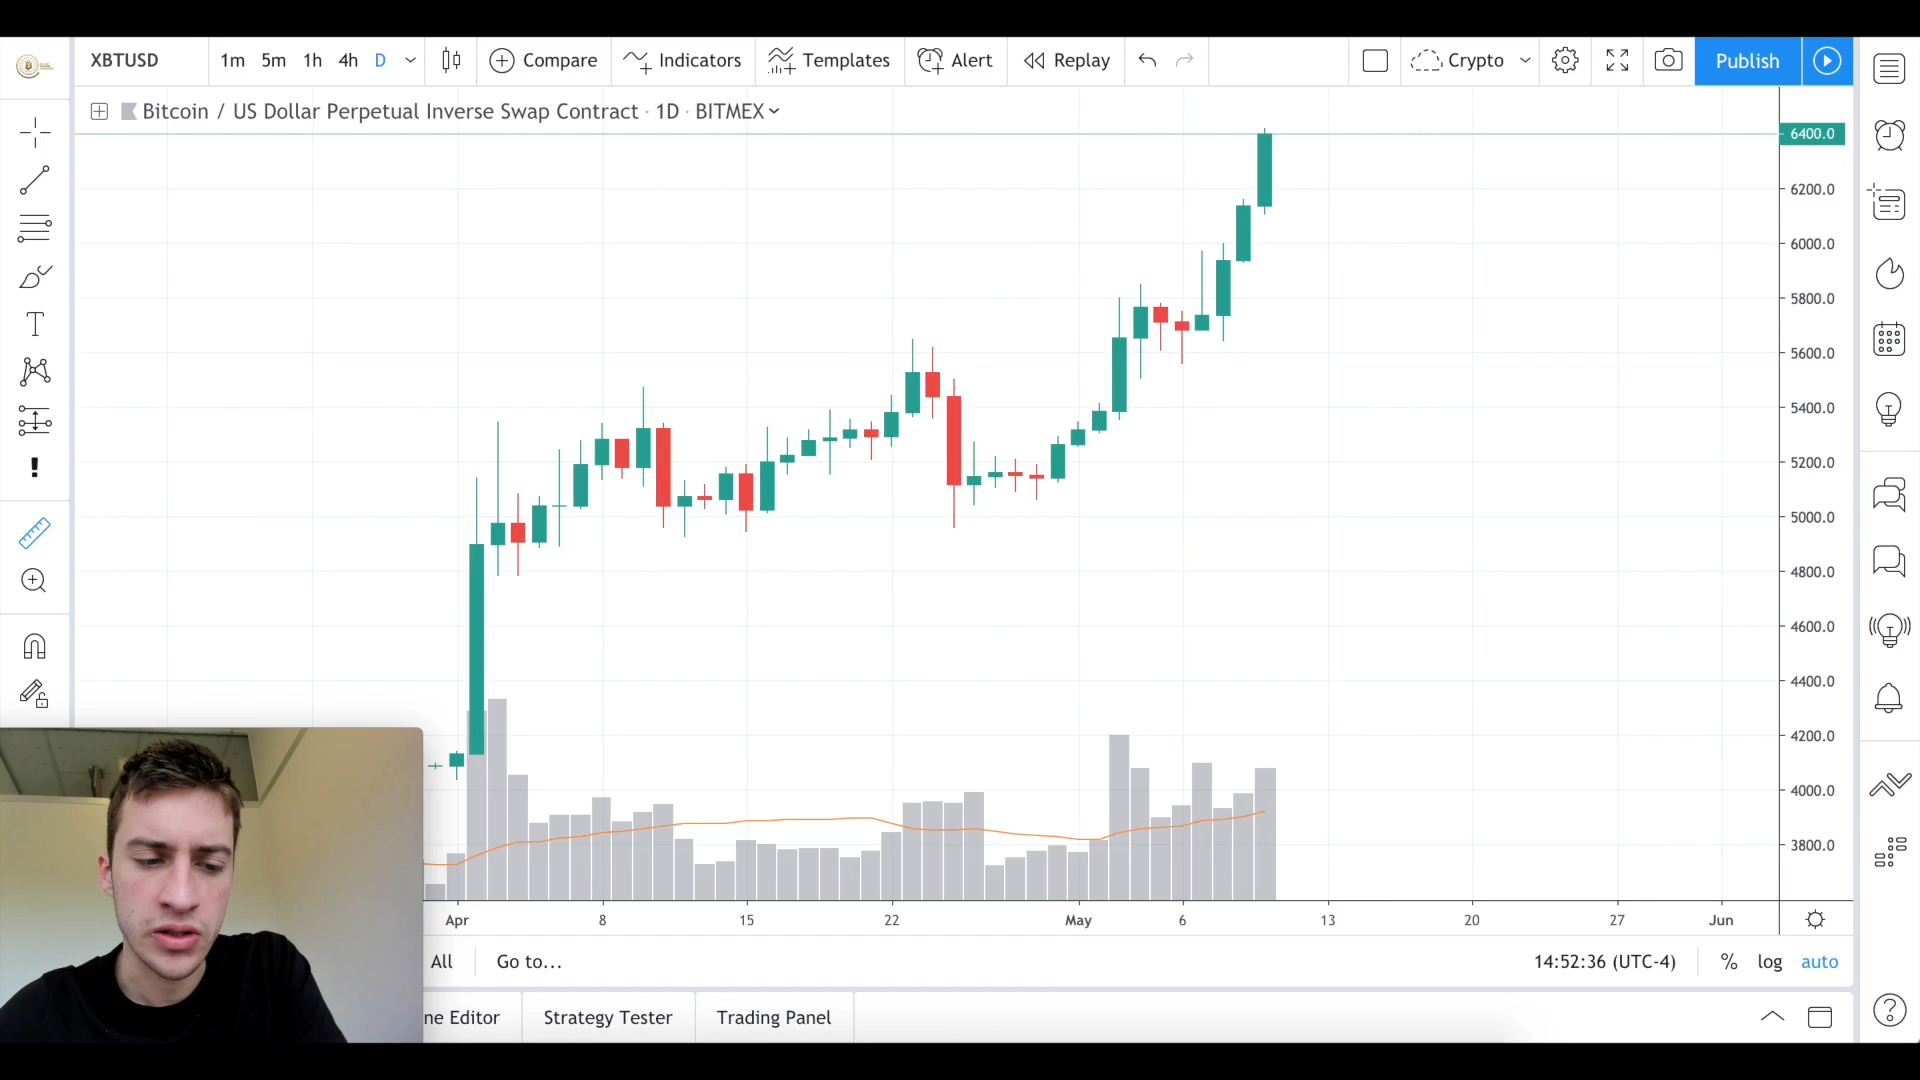 XBTUSD 1m 5m 1h 4h D Compare Indicators Templates Alert Replay Crypto Publish
Bitcoin / US Dollar Perpetual Inverse Swap Contract · 1D · BITMEX
6400.0
6200.0
6000.0
5800.0
5600.0
5400.0
5200.0
5000.0
4800.0
4600.0
4400.0
4200.0
4000.0
3800.0
Apr 8 15 22 May 6 13 20 27 Jun
All Go to... 14:52:36 (UTC-4) % log auto
ne Editor Strategy Tester Trading Panel